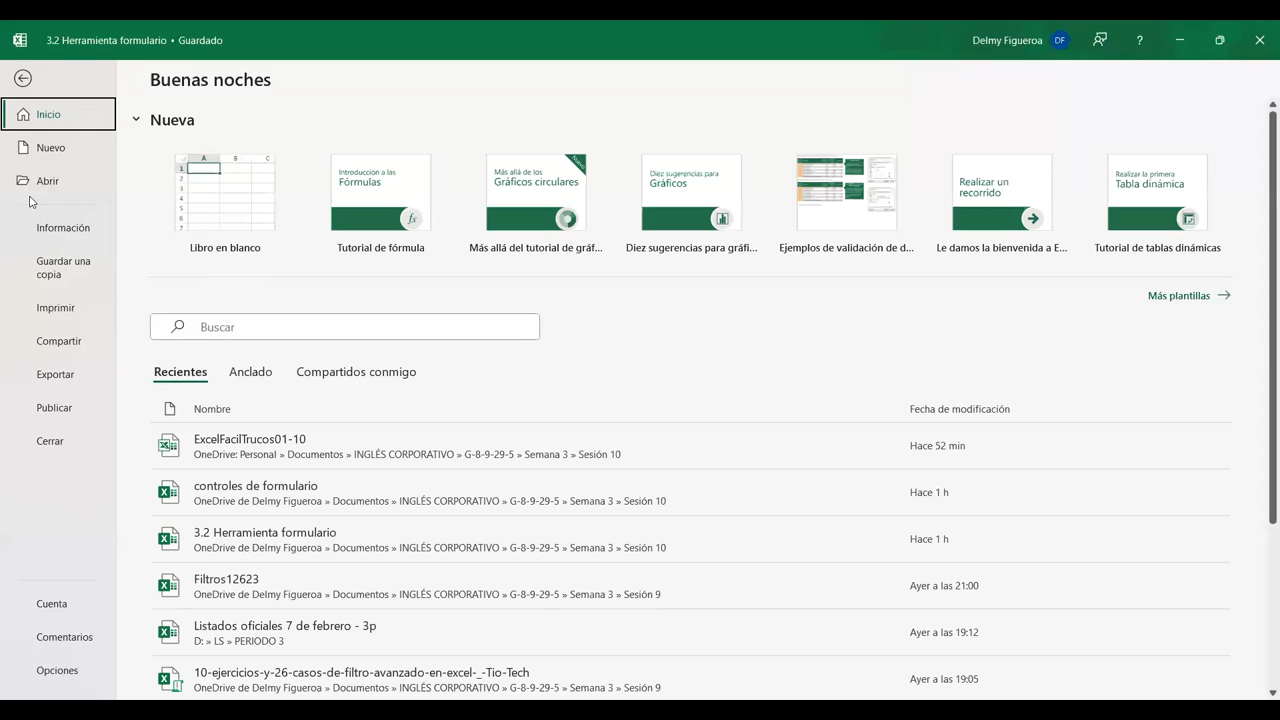 3.2 Herramienta formulario • Guardado
Delmy Figueroa DF ?
Buenas noches
Inicio
Nuevo
Abrir
Información
Guardar una
copia
Imprimir
Compartir
Exportar
Publicar
Cerrar
Cuenta
Comentarios
Opciones
Nueva
A B C
1
2
3
4
5
6
7
Libro en blanco
Introducción a las
Fórmulas
fx
Tutorial de fórmula
Más allá de los
Gráficos circulares
Más allá del tutorial de gráf...
Diez sugerencias para
Gráficos
Diez sugerencias para gráfi...
Ejemplos de validación de d...
Realizar un
recorrido
Le damos la bienvenida a E...
Realizar la primera
Tabla dinámica
Tutorial de tablas dinámicas
Más plantillas
Buscar
Recientes Anclado Compartidos conmigo
Nombre Fecha de modificación
ExcelFacilTrucos01-10
OneDrive: Personal » Documentos » INGLÉS CORPORATIVO » G-8-9-29-5 » Semana 3 » Sesión 10
Hace 52 min
controles de formulario
OneDrive de Delmy Figueroa » Documentos » INGLÉS CORPORATIVO » G-8-9-29-5 » Semana 3 » Sesión 10
Hace 1 h
3.2 Herramienta formulario
OneDrive de Delmy Figueroa » Documentos » INGLÉS CORPORATIVO » G-8-9-29-5 » Semana 3 » Sesión 10
Hace 1 h
Filtros12623
OneDrive de Delmy Figueroa » Documentos » INGLÉS CORPORATIVO » G-8-9-29-5 » Semana 3 » Sesión 9
Ayer a las 21:00
Listados oficiales 7 de febrero - 3p
D: » LS » PERIODO 3
Ayer a las 19:12
10-ejercicios-y-26-casos-de-filtro-avanzado-en-excel-_-Tio-Tech
OneDrive de Delmy Figueroa » Documentos » INGLÉS CORPORATIVO » G-8-9-29-5 » Semana 3 » Sesión 9
Ayer a las 19:05